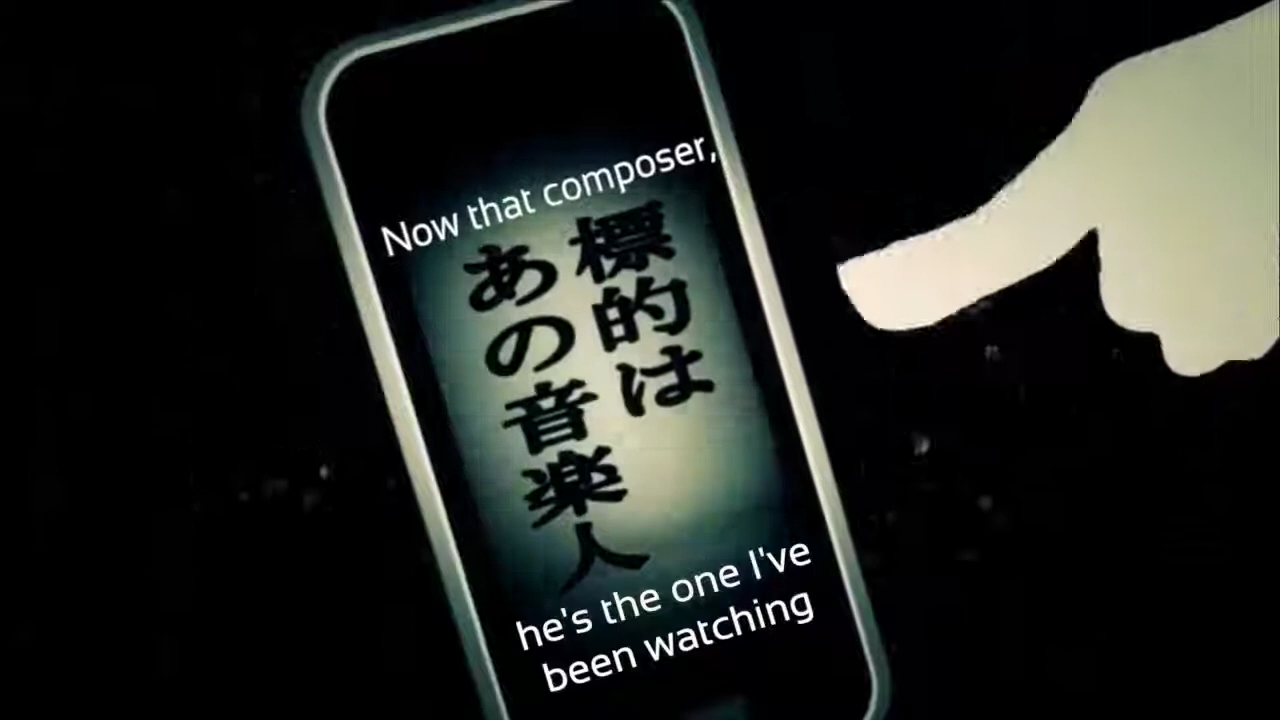 Now that composer,
標的は
あの音楽人
he's the one I've
been watching